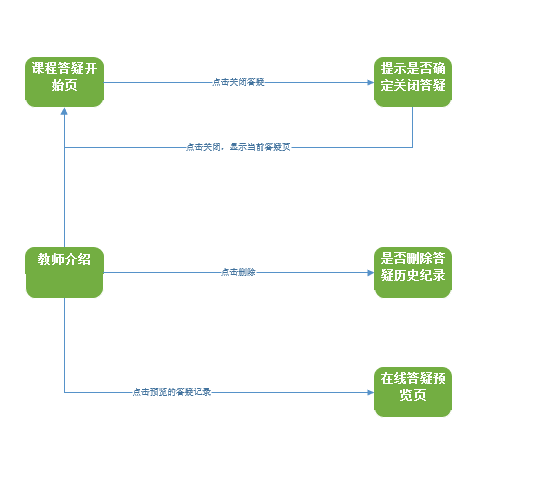 课程答疑开
始页
点击关闭答疑
提示是否确
定关闭答疑
点击关闭，显示当前答疑页
教师介绍
点击删除
是否删除答
疑历史纪录
点击预览的答疑记录
在线答疑预
览页